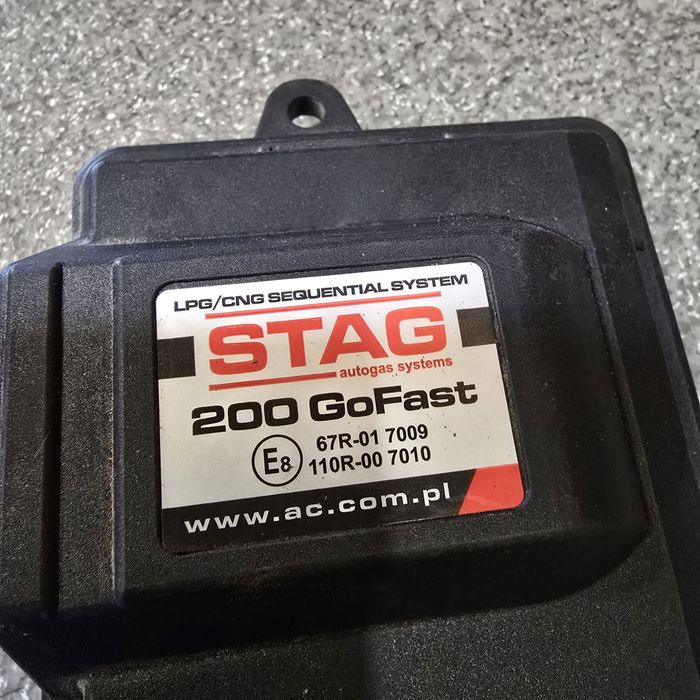 LPG/CNG SEQUENTIAL SYSTEM
STAG
autogas systems
200 GoFast
E8
67R-01 7009
110R-00 7010
www.ac.com.pl